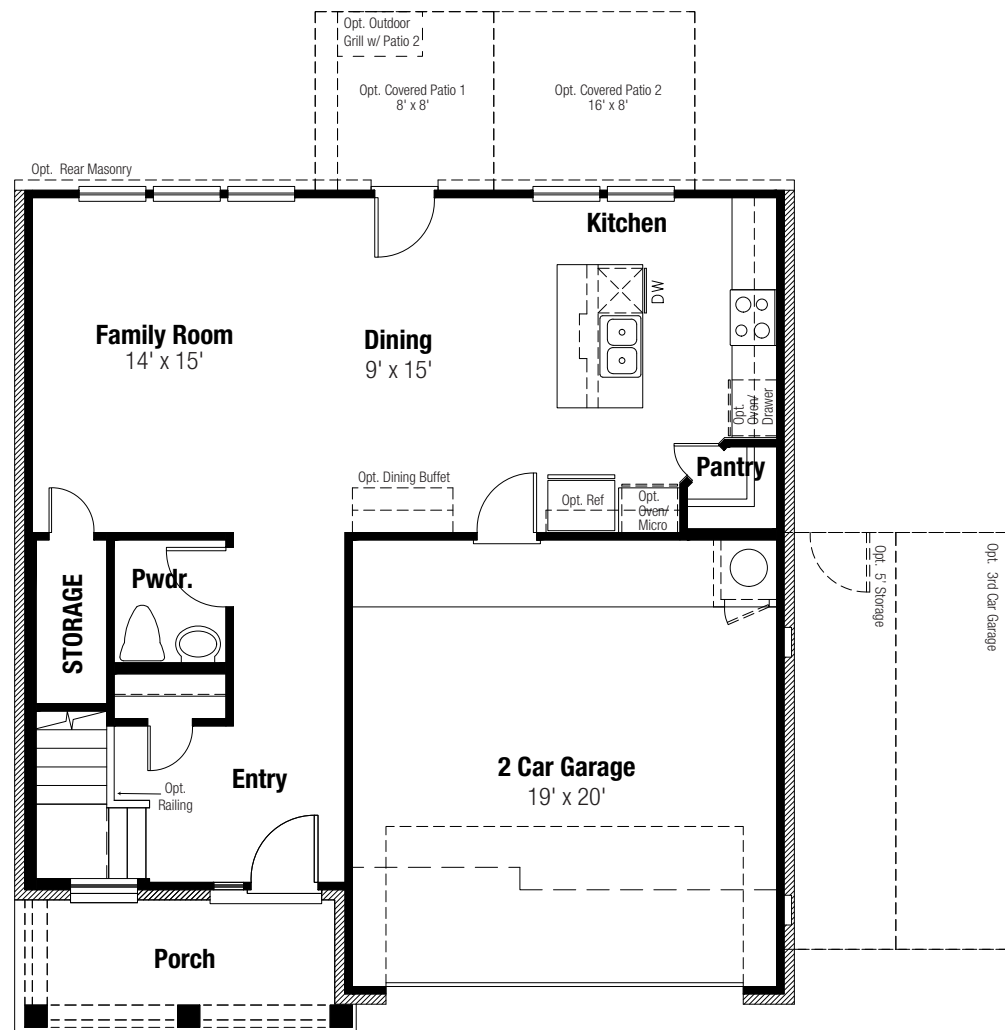 Opt. Outdoor
Grill w/ Patio 2
Opt. Covered Patio 1
8' x 8'
Opt. Covered Patio 2
16' x 8'
Opt. Rear Masonry
Kitchen
DW
Family Room
14' x 15'
Dining
9' x 15'
Opt.
Oven/
Drawer
Pantry
Opt. Dining Buffet
Opt. Ref
Opt.
Oven/
Micro
Opt. 5' Storage
Opt. 3rd Car Garage
Pwdr.
STORAGE
2 Car Garage
19' x 20'
Entry
Opt.
Railing
Porch